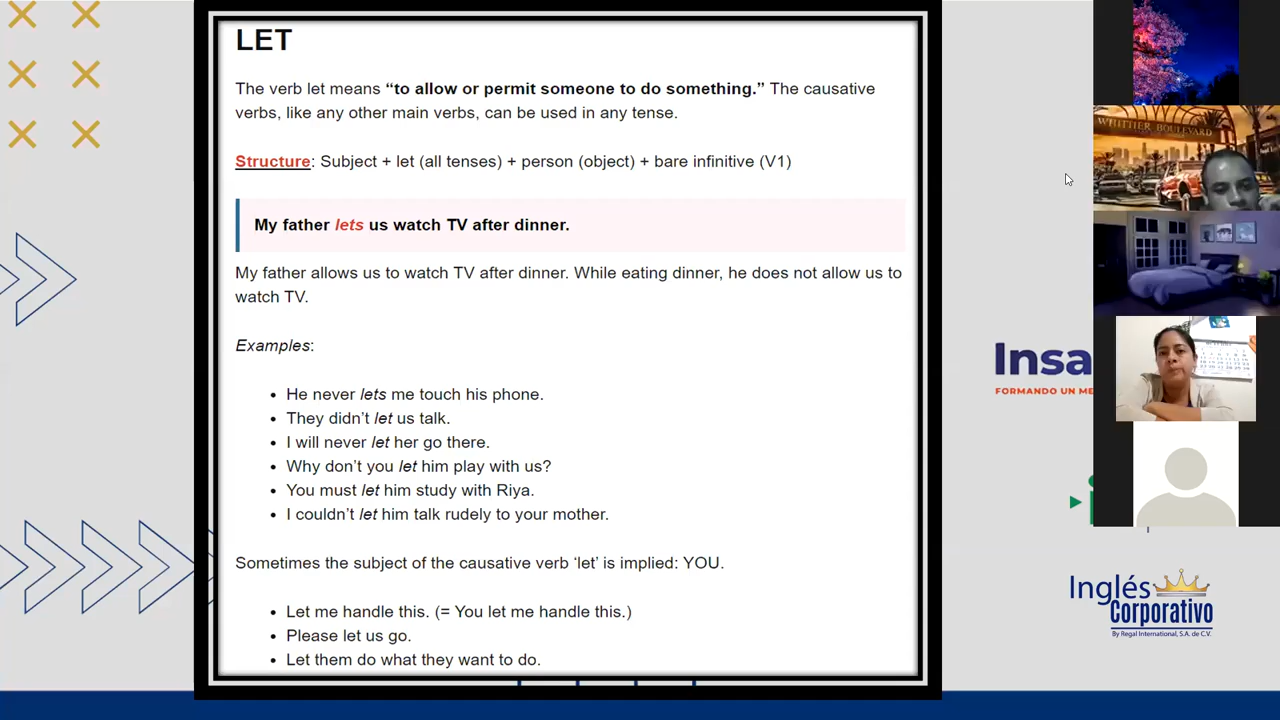 LET
The verb let means “to allow or permit someone to do something.” The causative
verbs, like any other main verbs, can be used in any tense.
Structure: Subject + let (all tenses) + person (object) + bare infinitive (V1)
My father lets us watch TV after dinner.
My father allows us to watch TV after dinner. While eating dinner, he does not allow us to
watch TV.
Examples:
• He never lets me touch his phone.
• They didn’t let us talk.
• I will never let her go there.
• Why don’t you let him play with us?
• You must let him study with Riya.
• I couldn’t let him talk rudely to your mother.
Sometimes the subject of the causative verb ‘let’ is implied: YOU.
• Let me handle this. (= You let me handle this.)
• Please let us go.
• Let them do what they want to do.
WHITTIER BOULEVARD
Insa
FORMANDO UN ME
Inglés
Corporativo
By Regal International, S.A. de C.V.